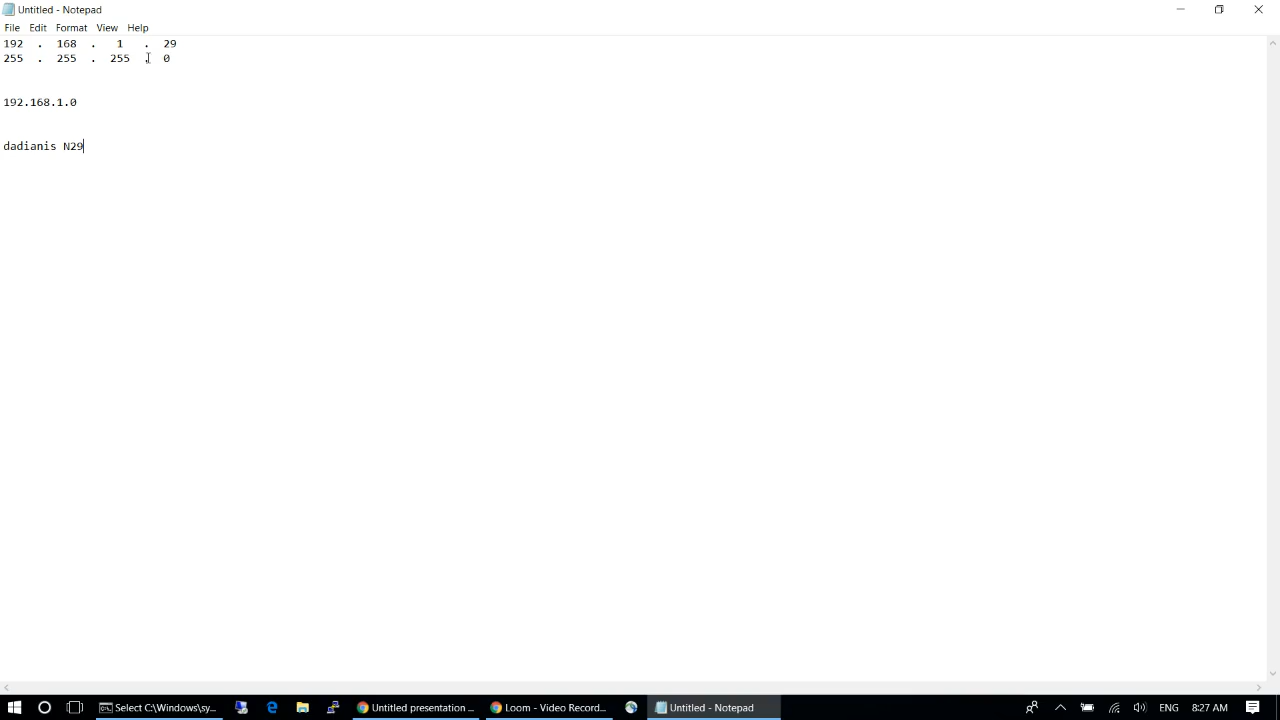 Untitled - Notepad
File Edit Format View Help
192 . 168 . 1 . 29
255 . 255 . 255 . 0
192.168.1.0
dadianis N29
Select C:\Windows\sy...
Untitled presentation ...
Loom - Video Record...
Untitled - Notepad
ENG
8:27 AM